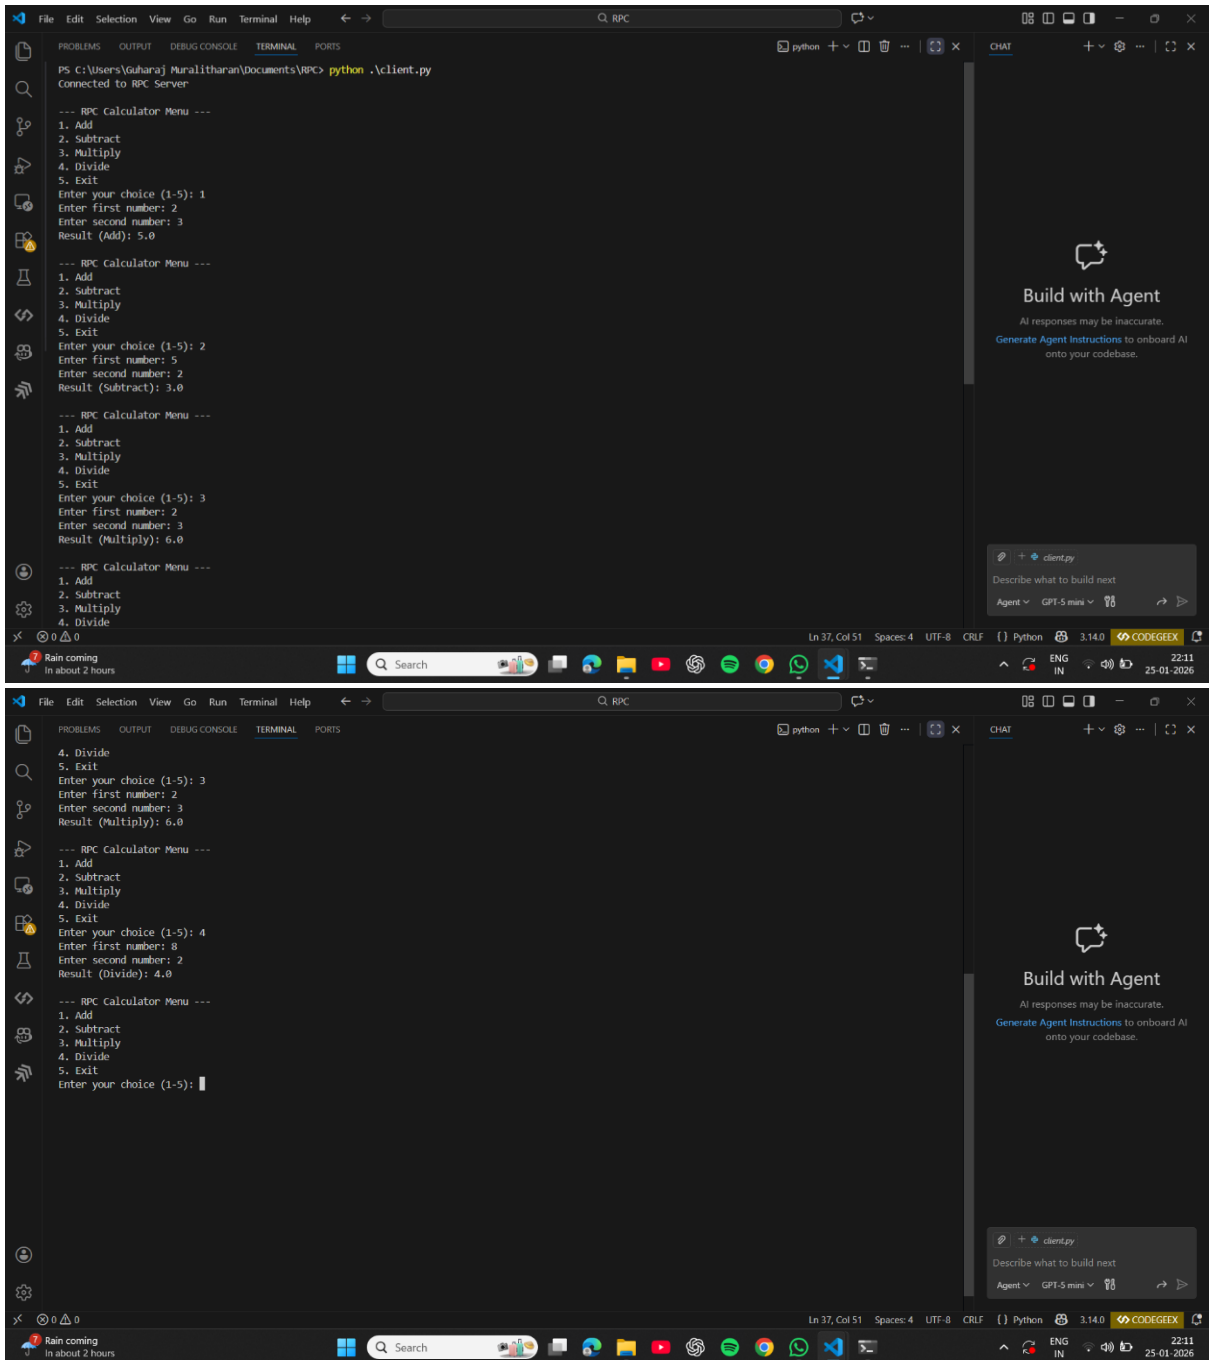 File Edit Selection View Go Run Terminal Help
RPC
PROBLEMS OUTPUT DEBUG CONSOLE TERMINAL PORTS
python
CHAT
PS C:\Users\Guharaj Muralitharan\Documents\RPC> python .\client.py
Connected to RPC Server
--- RPC Calculator Menu ---
1. Add
2. Subtract
3. Multiply
4. Divide
5. Exit
Enter your choice (1-5): 1
Enter first number: 2
Enter second number: 3
Result (Add): 5.0
--- RPC Calculator Menu ---
1. Add
2. Subtract
3. Multiply
4. Divide
5. Exit
Enter your choice (1-5): 2
Enter first number: 5
Enter second number: 2
Result (Subtract): 3.0
--- RPC Calculator Menu ---
1. Add
2. Subtract
3. Multiply
4. Divide
5. Exit
Enter your choice (1-5): 3
Enter first number: 2
Enter second number: 3
Result (Multiply): 6.0
--- RPC Calculator Menu ---
1. Add
2. Subtract
3. Multiply
4. Divide
Build with Agent
AI responses may be inaccurate.
Generate Agent Instructions to onboard AI
onto your codebase.
client.py
Describe what to build next
Agent GPT-5 mini
0 0
Ln 37, Col 51 Spaces: 4 UTF-8 CRLF { } Python 3.14.0 CODEGEEX
7
Rain coming
In about 2 hours
Search
ENG
IN
22:11
25-01-2026
File Edit Selection View Go Run Terminal Help
RPC
PROBLEMS OUTPUT DEBUG CONSOLE TERMINAL PORTS
python
CHAT
4. Divide
5. Exit
Enter your choice (1-5): 3
Enter first number: 2
Enter second number: 3
Result (Multiply): 6.0
--- RPC Calculator Menu ---
1. Add
2. Subtract
3. Multiply
4. Divide
5. Exit
Enter your choice (1-5): 4
Enter first number: 8
Enter second number: 2
Result (Divide): 4.0
--- RPC Calculator Menu ---
1. Add
2. Subtract
3. Multiply
4. Divide
5. Exit
Enter your choice (1-5):
Build with Agent
AI responses may be inaccurate.
Generate Agent Instructions to onboard AI
onto your codebase.
client.py
Describe what to build next
Agent GPT-5 mini
0 0
Ln 37, Col 51 Spaces: 4 UTF-8 CRLF { } Python 3.14.0 CODEGEEX
7
Rain coming
In about 2 hours
Search
ENG
IN
22:11
25-01-2026